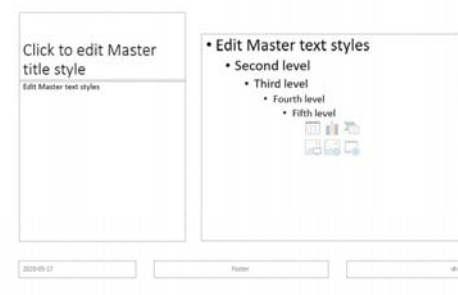 Click to edit Master
title style
Edit Master text styles
• Edit Master text styles
• Second level
• Third level
• Fourth level
• Fifth level
2020-05-17
Footer